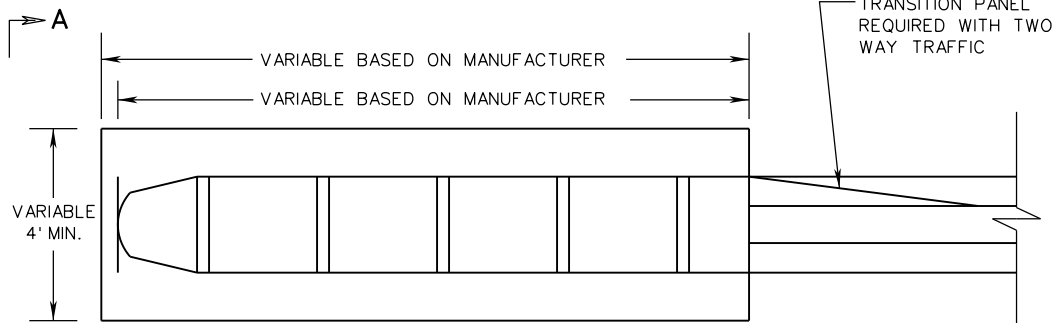 A
TRANSITION PANEL
REQUIRED WITH TWO
WAY TRAFFIC
VARIABLE BASED ON MANUFACTURER
VARIABLE BASED ON MANUFACTURER
VARIABLE
4' MIN.